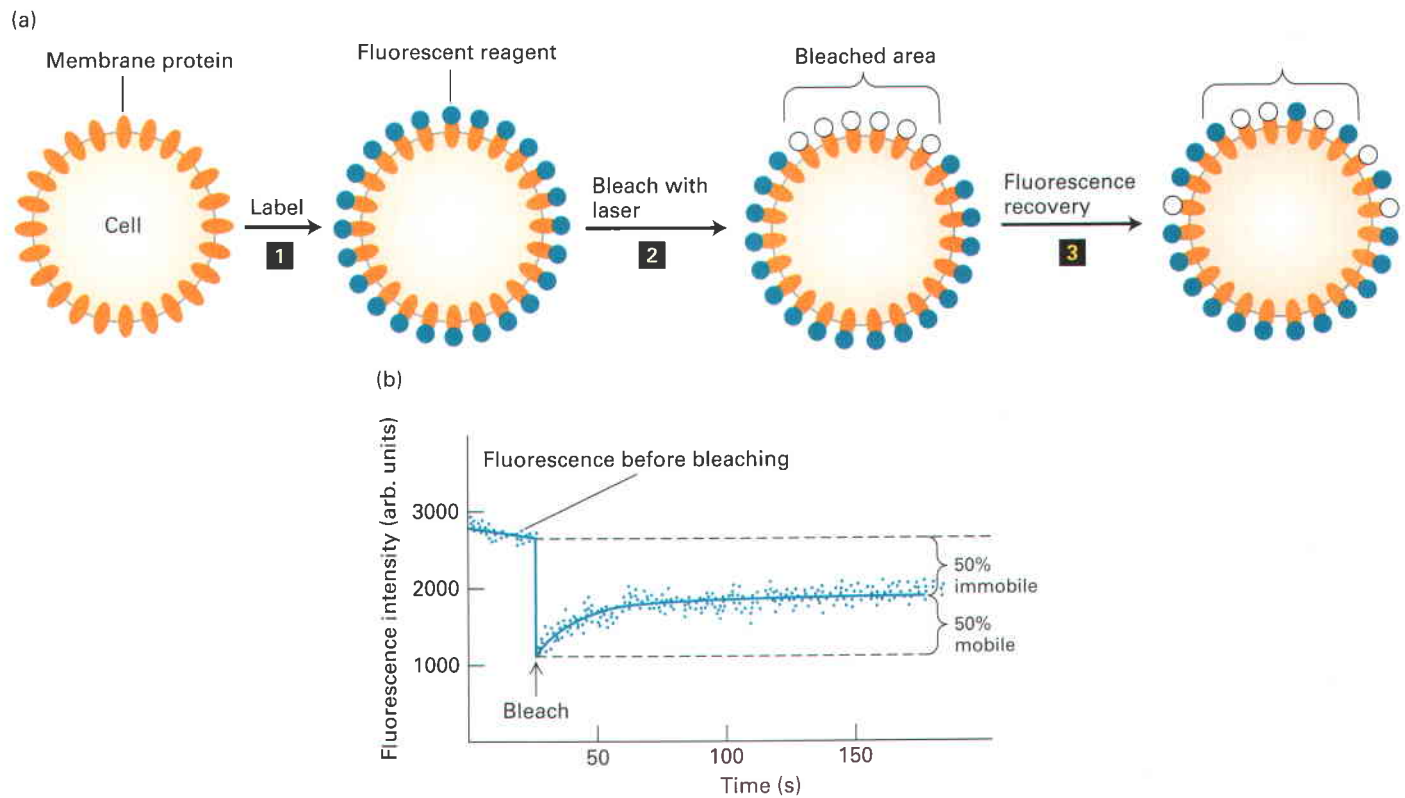 (a)
Membrane protein
Fluorescent reagent
Bleached area
Cell
Label
1
Bleach with
laser
2
Fluorescence
recovery
3
(b)
Fluorescence intensity (arb. units)
Fluorescence before bleaching
3000
2000
1000
50%
immobile
50%
mobile
Bleach
50
100
150
Time (s)